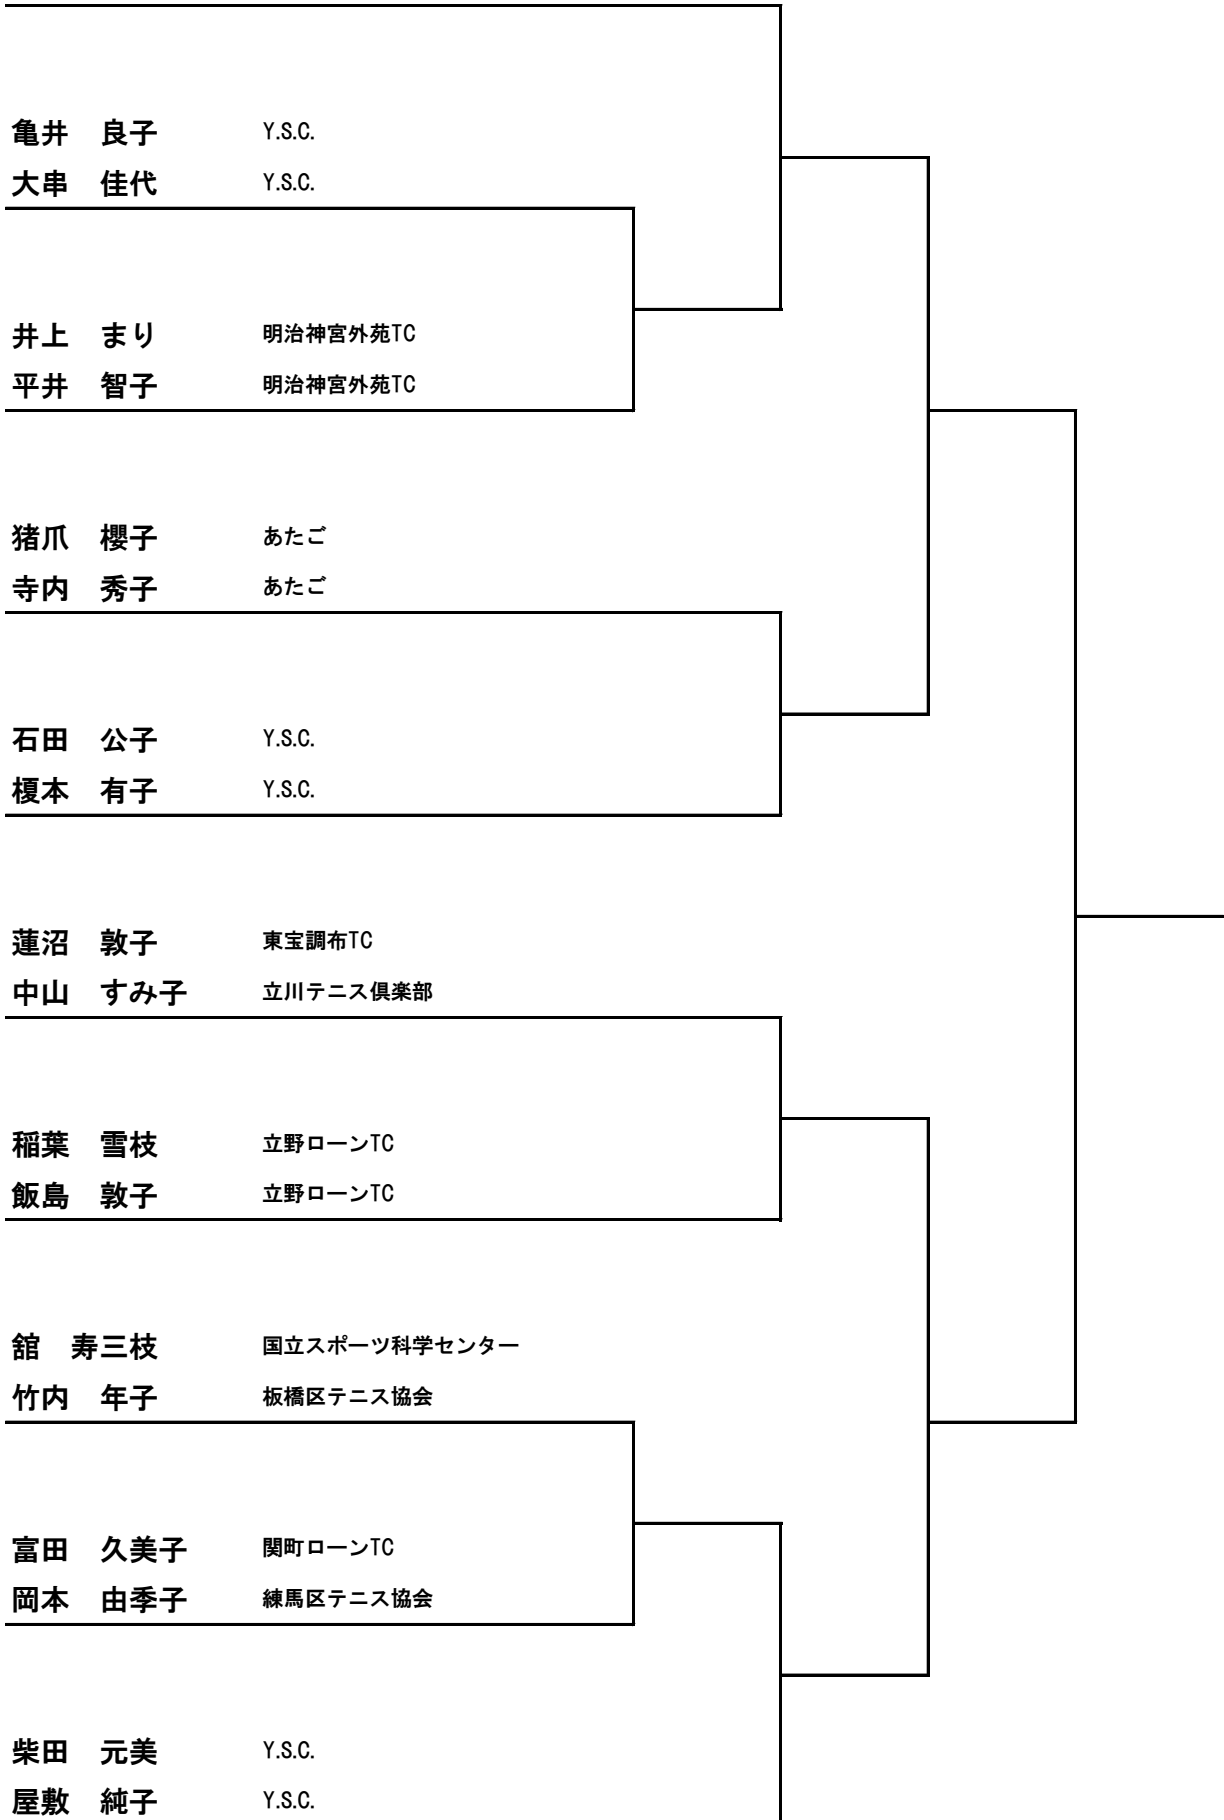 亀井　良子　Y.S.C.
大串　佳代　Y.S.C.
井上　まり　明治神宮外苑TC
平井　智子　明治神宮外苑TC
猪爪　櫻子　あたご
寺内　秀子　あたご
石田　公子　Y.S.C.
榎本　有子　Y.S.C.
蓮沼　敦子　東宝調布TC
中山　すみ子　立川テニス倶楽部
稲葉　雪枝　立野ローンTC
飯島　敦子　立野ローンTC
舘　寿三枝　国立スポーツ科学センター
竹内　年子　板橋区テニス協会
富田　久美子　関町ローンTC
岡本　由季子　練馬区テニス協会
柴田　元美　Y.S.C.
屋敷　純子　Y.S.C.